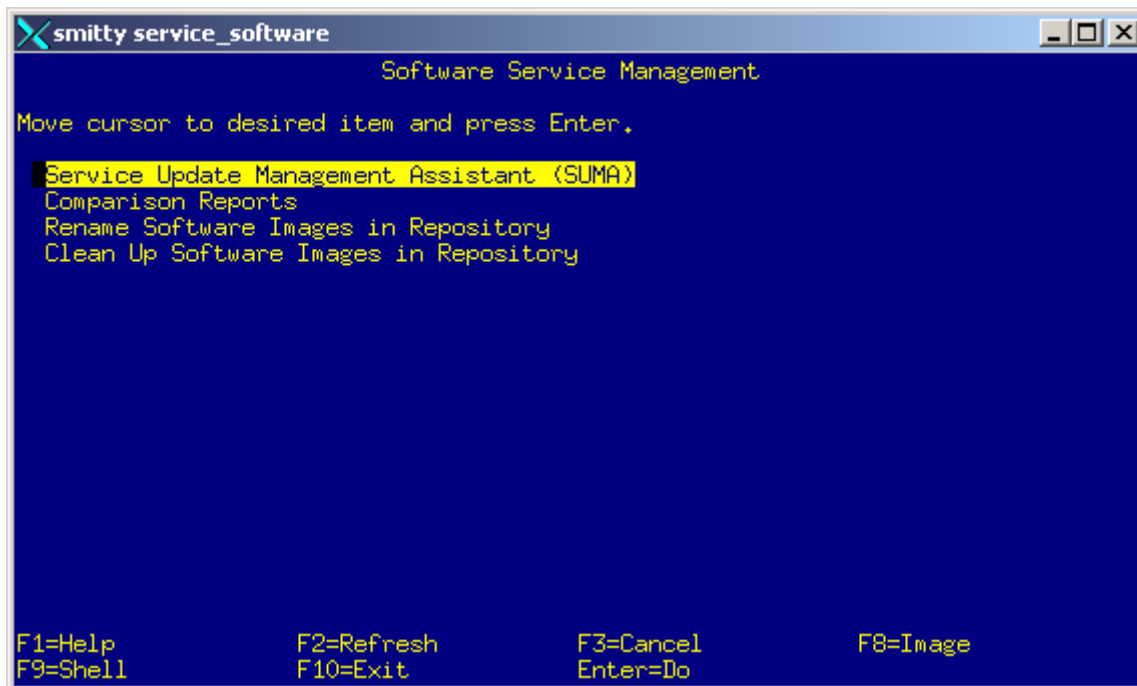 smitty service_software
Software Service Management
Move cursor to desired item and press Enter.
Service Update Management Assistant (SUMA)
Comparison Reports
Rename Software Images in Repository
Clean Up Software Images in Repository
F1=Help F2=Refresh F3=Cancel F8=Image
F9=Shell F10=Exit Enter=Do